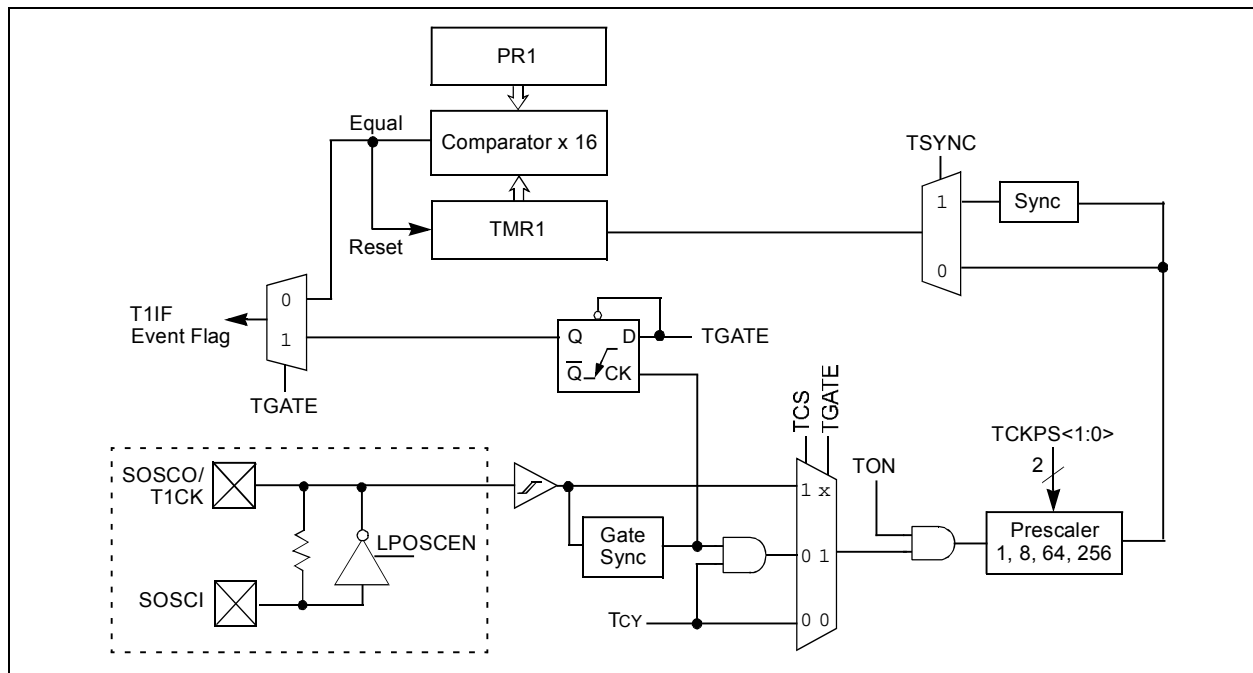 PR1
Equal
Comparator x 16
TSYNC
1
Sync
TMR1
Reset
0
0
T1IF
Event Flag
1
Q
D
TGATE
Q̅
CK
TGATE
TCS
TGATE
TCKPS<1:0>
2
SOSCO/
T1CK
TON
1 x
Prescaler
1, 8, 64, 256
LPOSCEN
Gate
Sync
0 1
SOSCI
TCY
0 0